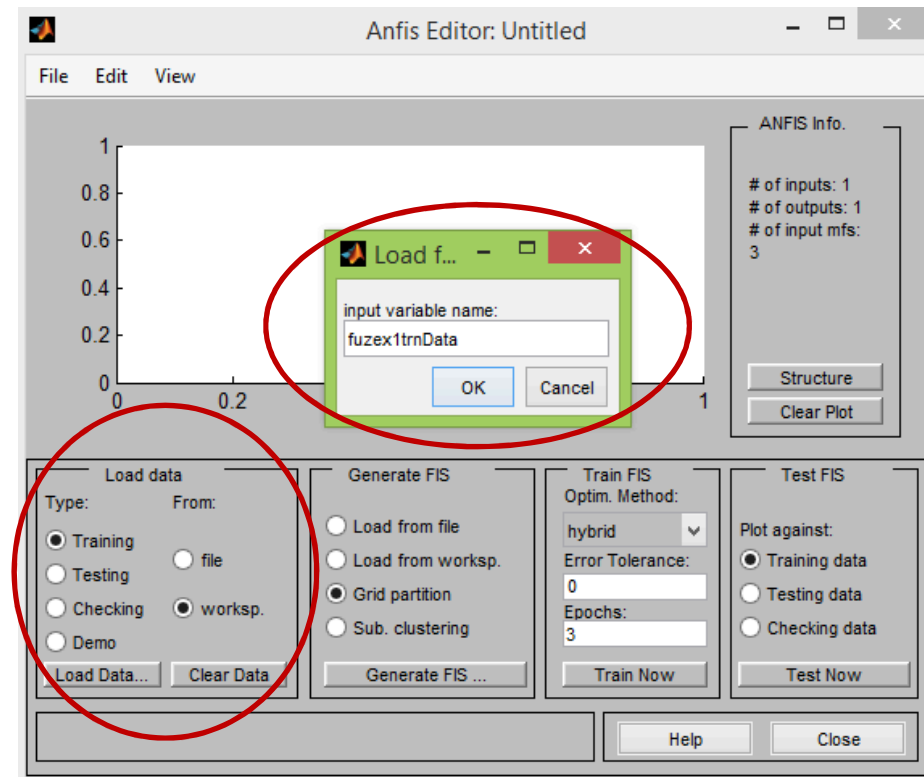 Anfis Editor: Untitled
File Edit View
1
0.8
0.6
0.4
0.2
0
0 0.2 1
Load f...
input variable name:
fuzex1trnData
OK Cancel
ANFIS Info.
# of inputs: 1
# of outputs: 1
# of input mfs:
3
Structure
Clear Plot
Load data
Type: From:
Training
file
Testing
Checking
worksp.
Demo
Load Data... Clear Data
Generate FIS
Load from file
Load from worksp.
Grid partition
Sub. clustering
Generate FIS ...
Train FIS
Optim. Method:
hybrid
Error Tolerance:
0
Epochs:
3
Train Now
Test FIS
Plot against:
Training data
Testing data
Checking data
Test Now
Help Close